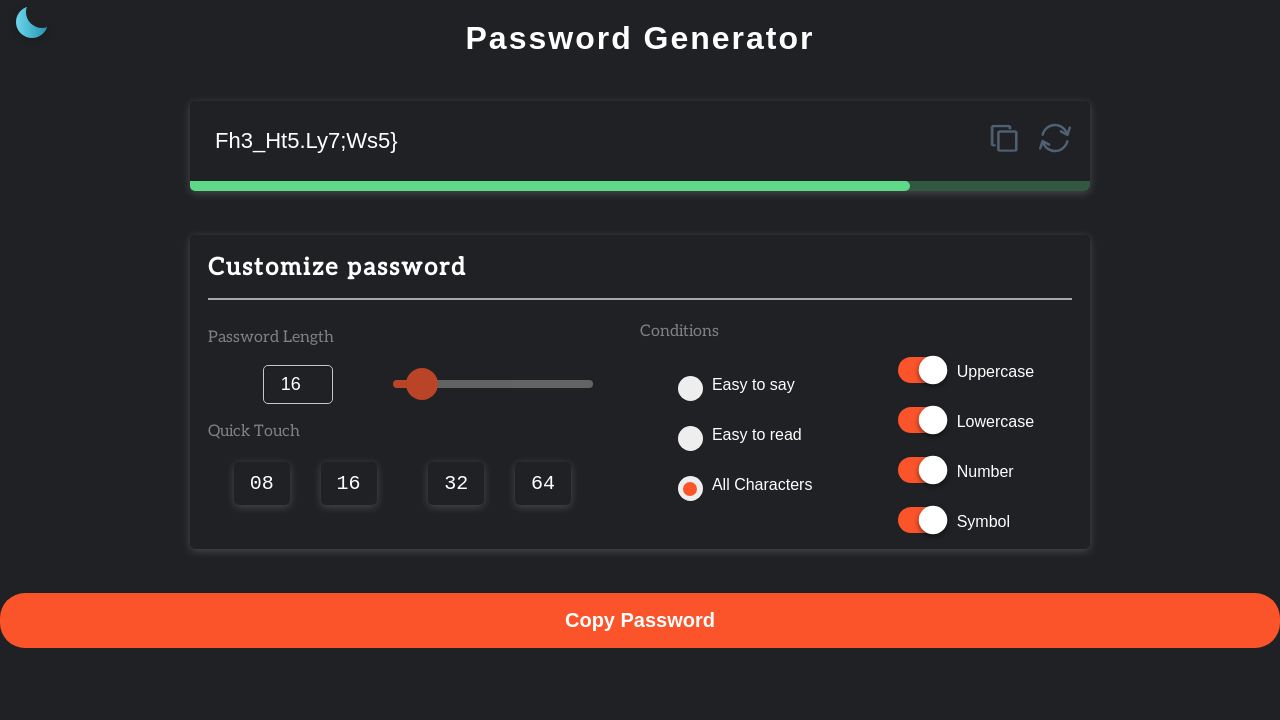 Password Generator
Fh3_Ht5.Ly7;Ws5}
Customize password
Password Length
16
Quick Touch
08 16 32 64
Conditions
Easy to say
Easy to read
All Characters
Uppercase
Lowercase
Number
Symbol
Copy Password